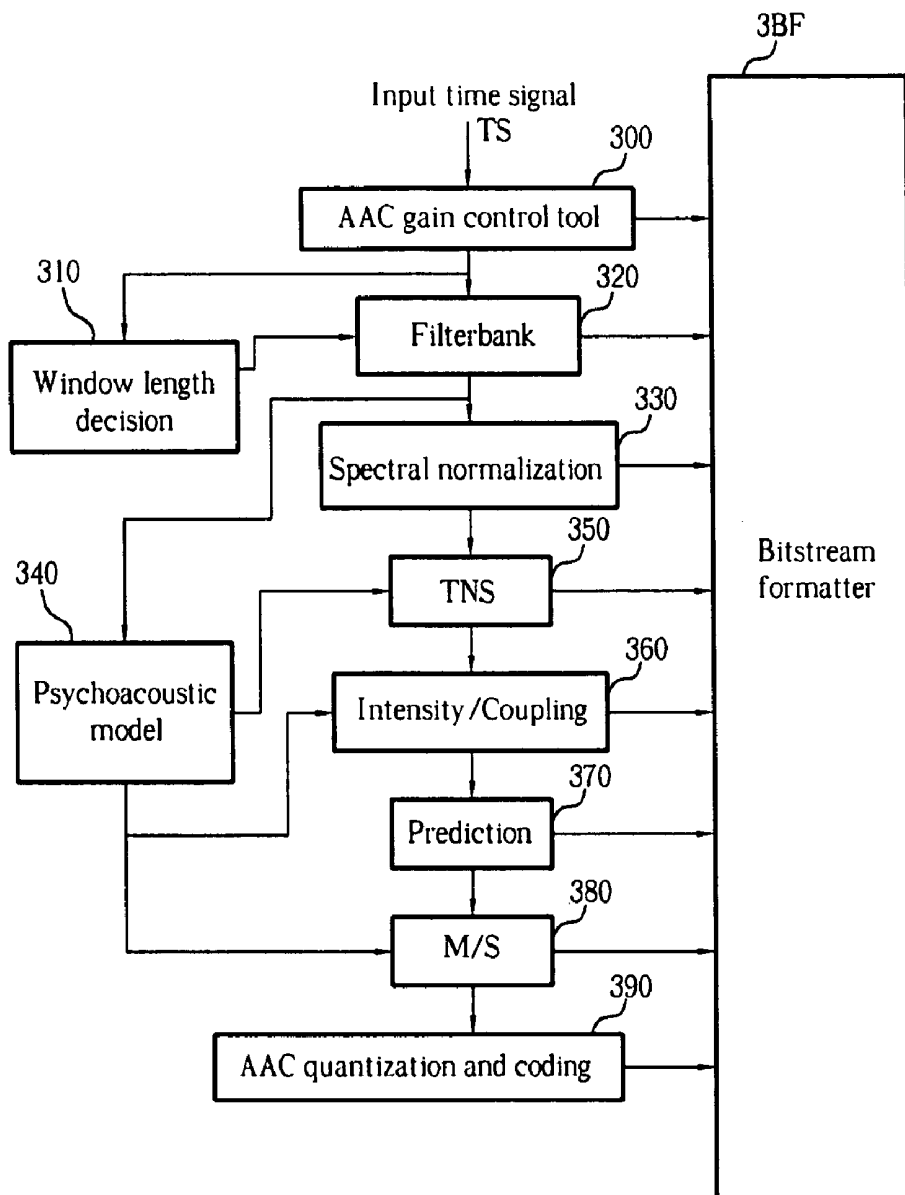 3BF
Input time signal
TS
300
AAC gain control tool
310
320
Filterbank
Window length
decision
330
Spectral normalization
350
340
TNS
Bitstream
formatter
360
Psychoacoustic
model
Intensity/Coupling
370
Prediction
380
M/S
390
AAC quantization and coding